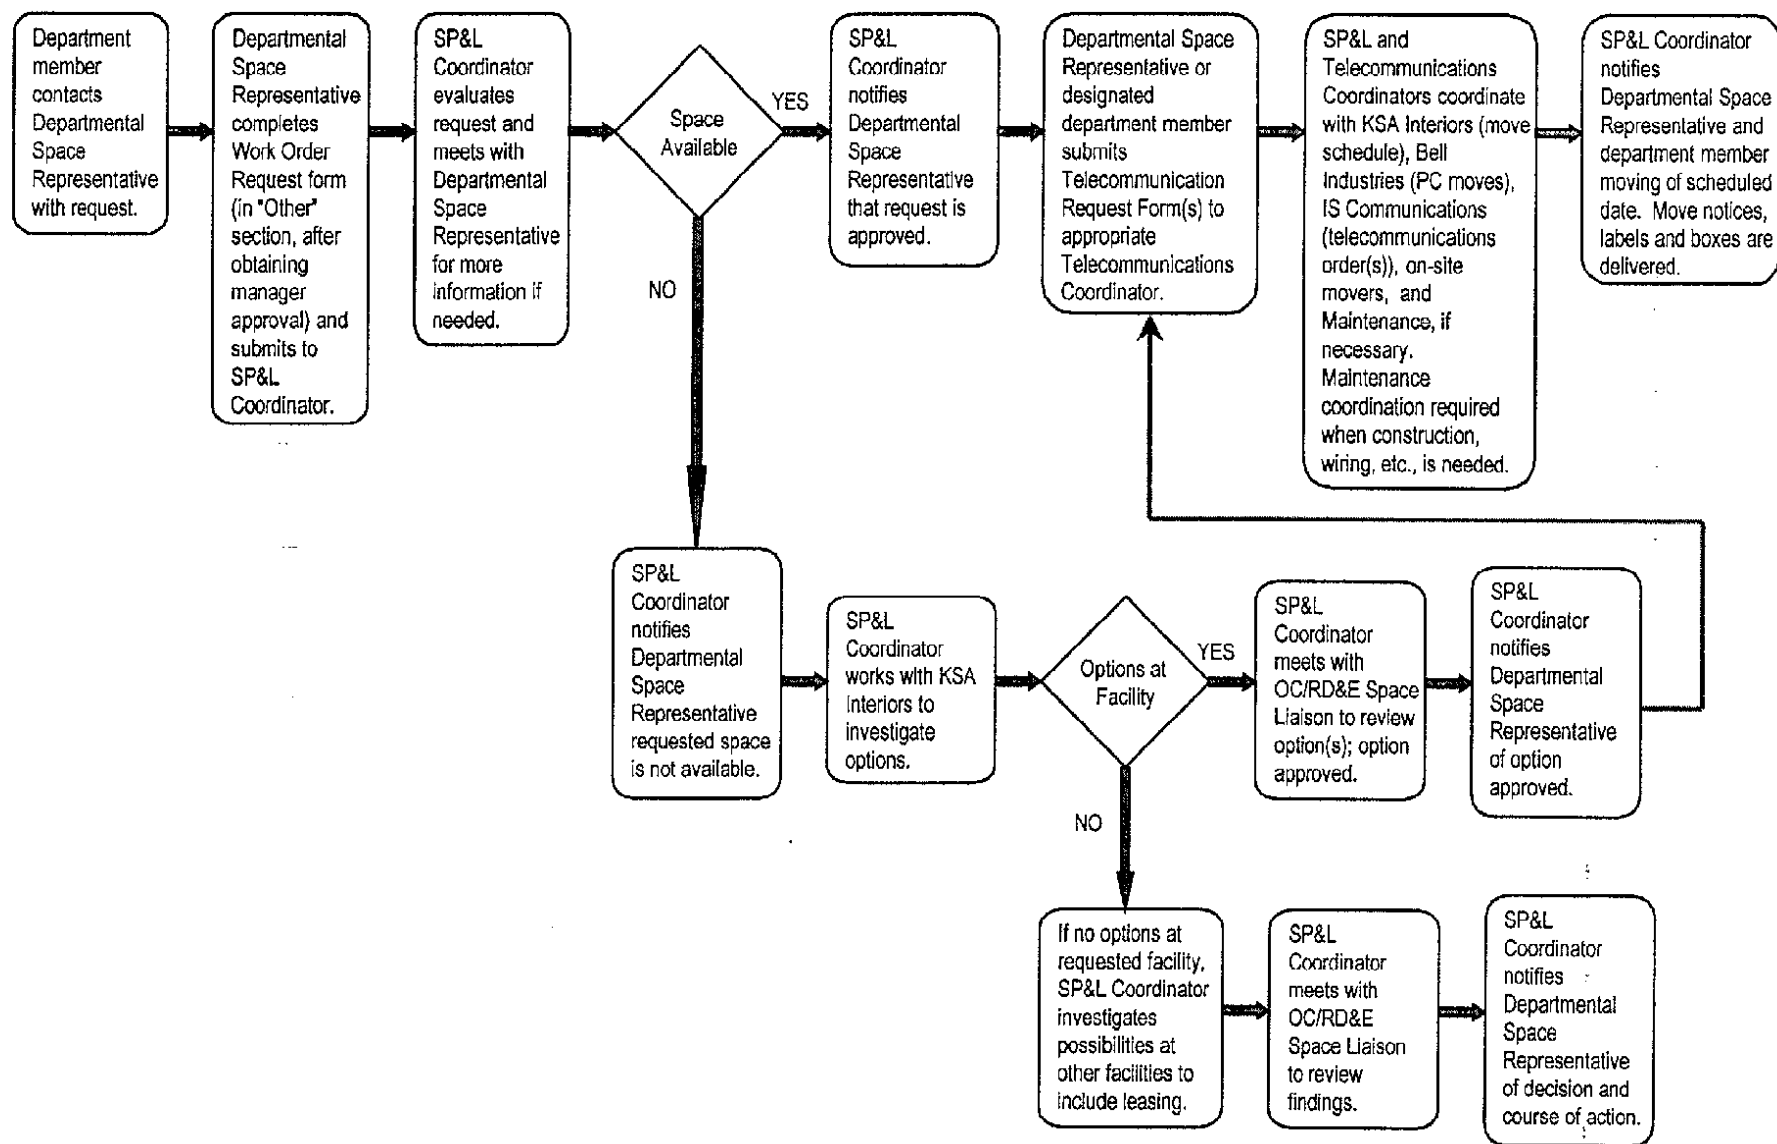 Department
member
contacts
Departmental
Space
Representative
with request.
Departmental
Space
Representative
completes
Work Order
Request form
(in "Other"
section, after
obtaining
manager
approval) and
submits to
SP&L
Coordinator.
SP&L
Coordinator
evaluates
request and
meets with
Departmental
Space
Representative
for more
information if
needed.
Space
Available
YES
NO
SP&L
Coordinator
notifies
Departmental
Space
Representative
that request is
approved.
Departmental Space
Representative or
designated
department member
submits
Telecommunication
Request Form(s) to
appropriate
Telecommunications
Coordinator.
SP&L and
Telecommunications
Coordinators coordinate
with KSA Interiors (move
schedule), Bell
Industries (PC moves),
IS Communications
(telecommunications
order(s)), on-site
movers, and
Maintenance, if
necessary.
Maintenance
coordination required
when construction,
wiring, etc., is needed.
SP&L Coordinator
notifies
Departmental Space
Representative and
department member
moving of scheduled
date. Move notices,
labels and boxes are
delivered.
SP&L
Coordinator
notifies
Departmental
Space
Representative
requested space
is not available.
SP&L
Coordinator
works with KSA
Interiors to
investigate
options.
Options at
Facility
YES
NO
SP&L
Coordinator
meets with
OC/RD&E Space
Liaison to review
option(s); option
approved.
SP&L
Coordinator
notifies
Departmental
Space
Representative
of option
approved.
If no options at
requested facility,
SP&L Coordinator
investigates
possibilities at
other facilities to
include leasing.
SP&L
Coordinator
meets with
OC/RD&E
Space Liaison
to review
findings.
SP&L
Coordinator
notifies
Departmental
Space
Representative
of decision and
course of action.